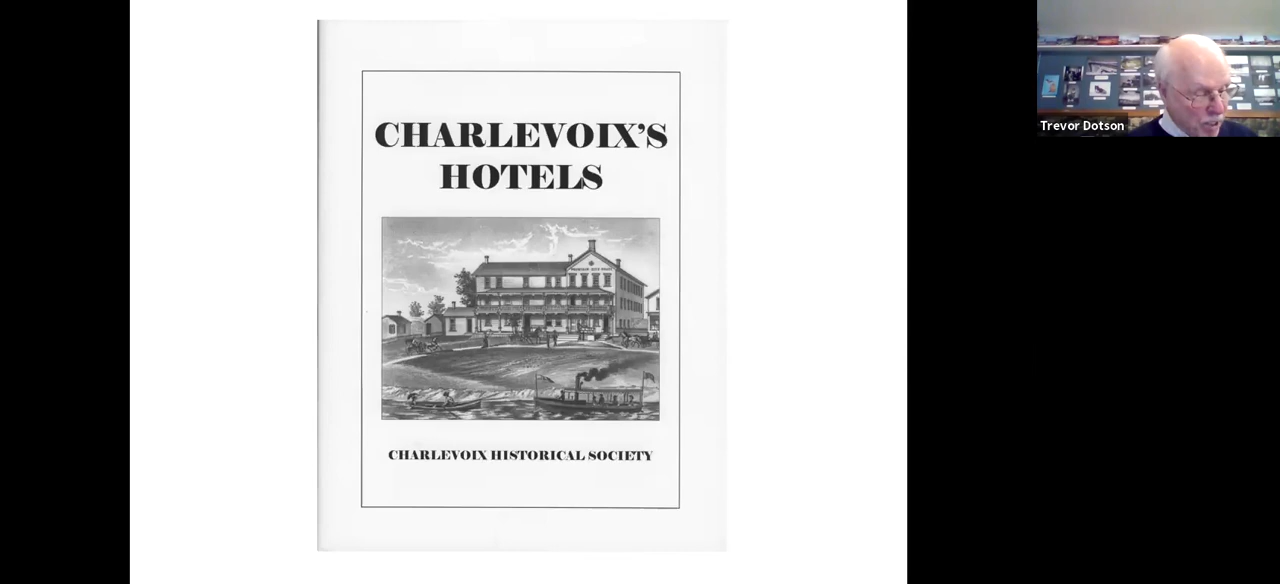 CHARLEVOIX'S
HOTELS
CHARLEVOIX HISTORICAL SOCIETY
Trevor Dotson